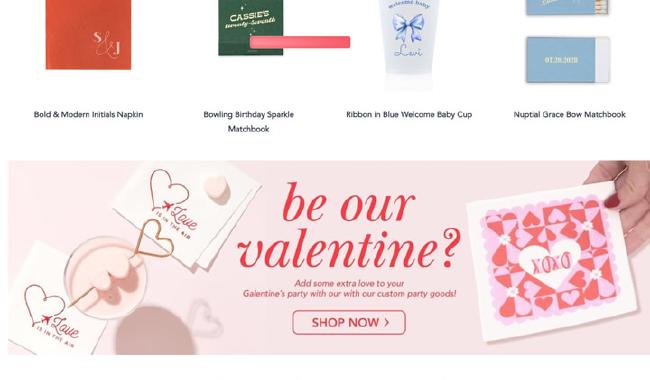 S&J
CASSIE'S
twenty-seventh
welcome baby
Levi
01.20.2028
Bold & Modern Initials Napkin
Bowling Birthday Sparkle
Matchbook
Ribbon in Blue Welcome Baby Cup
Nuptial Grace Bow Matchbook
Love
IS IN THE AIR
be our
valentine?
XOXO
Add some extra love to your
Galentine's party with our with our custom party goods!
SHOP NOW >
Love
IS IN THE AIR